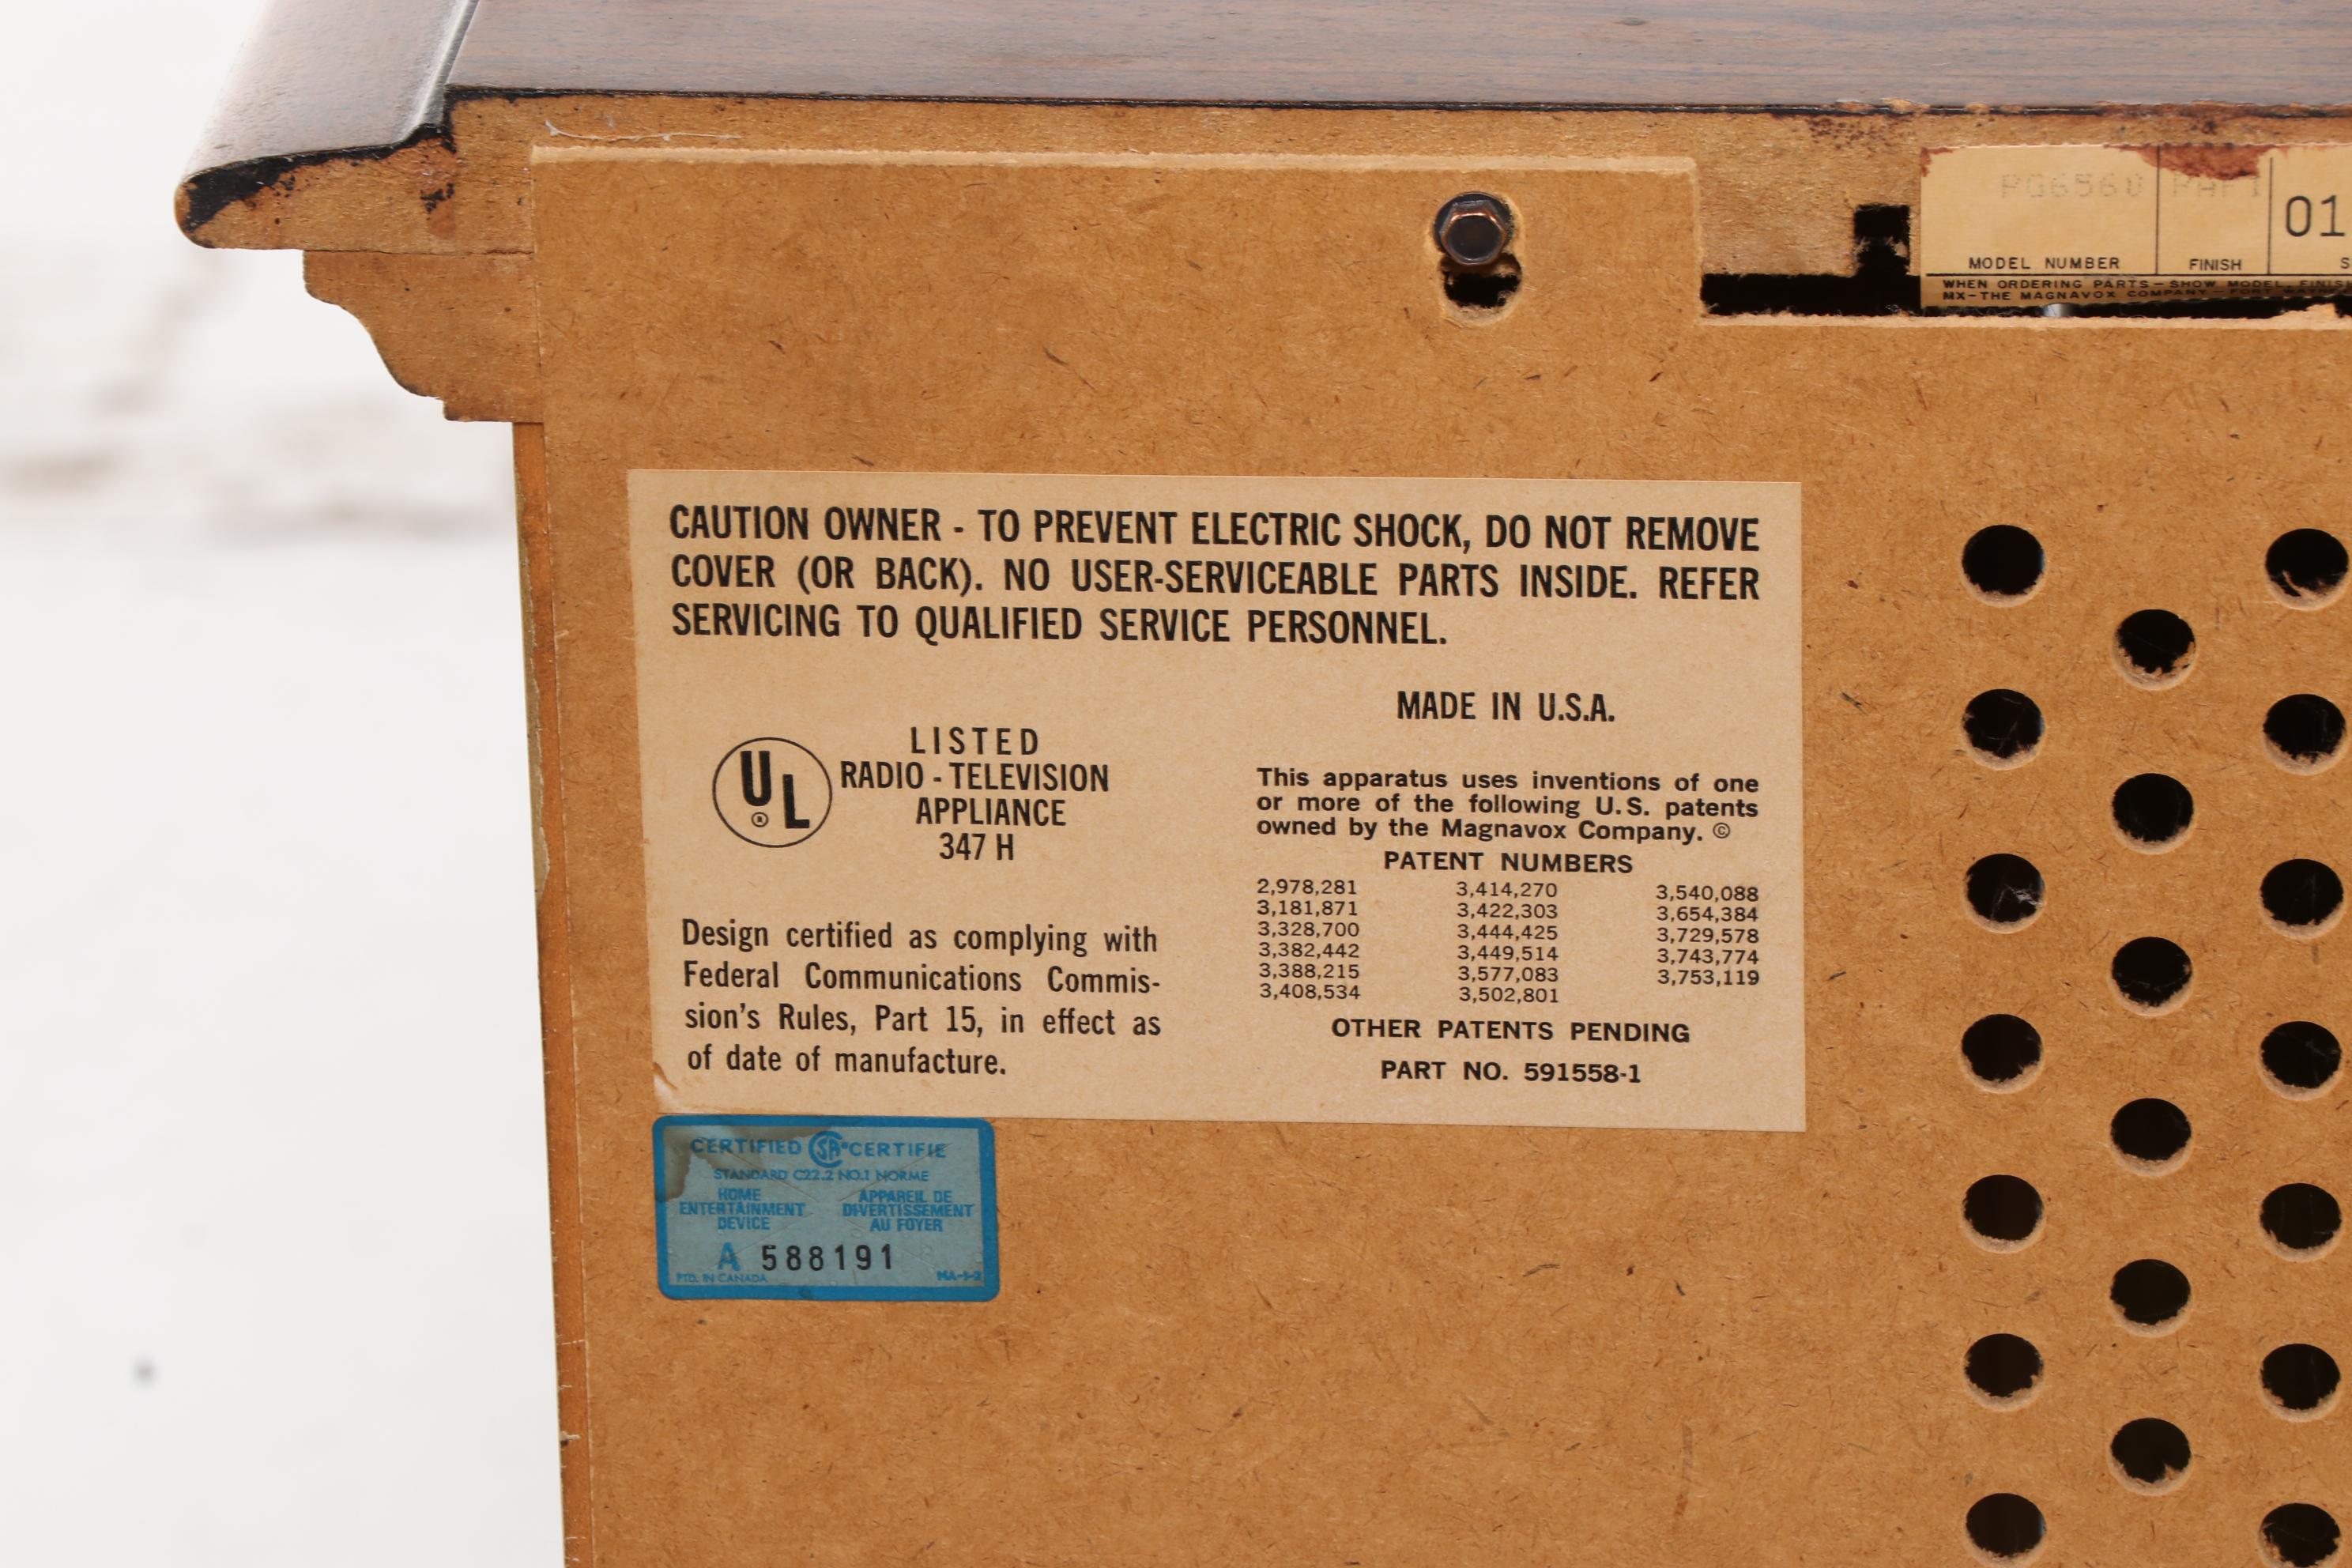 01
MODEL NUMBER FINISH S
WHEN ORDERING PARTS - SHOW MODEL, FINISH
MX-THE MAGNAVOX COMPANY - FORT
CAUTION OWNER - TO PREVENT ELECTRIC SHOCK, DO NOT REMOVE
COVER (OR BACK). NO USER-SERVICEABLE PARTS INSIDE. REFER
SERVICING TO QUALIFIED SERVICE PERSONNEL.
UL ®
LISTED
RADIO - TELEVISION
APPLIANCE
347 H
Design certified as complying with
Federal Communications Commis-
sion's Rules, Part 15, in effect as
of date of manufacture.
MADE IN U.S.A.
This apparatus uses inventions of one
or more of the following U.S. patents
owned by the Magnavox Company. ©
PATENT NUMBERS
2,978,281 3,414,270 3,540,088
3,181,871 3,422,303 3,654,384
3,328,700 3,444,425 3,729,578
3,382,442 3,449,514 3,743,774
3,388,215 3,577,083 3,753,119
3,408,534 3,502,801
OTHER PATENTS PENDING
PART NO. 591558-1
CERTIFIED SA® CERTIFIE
STANDARD C22.2 NO.1 NORME
HOME APPAREIL DE
ENTERTAINMENT DIVERTISSEMENT
DEVICE AU FOYER
A 588191
PTD. IN CANADA